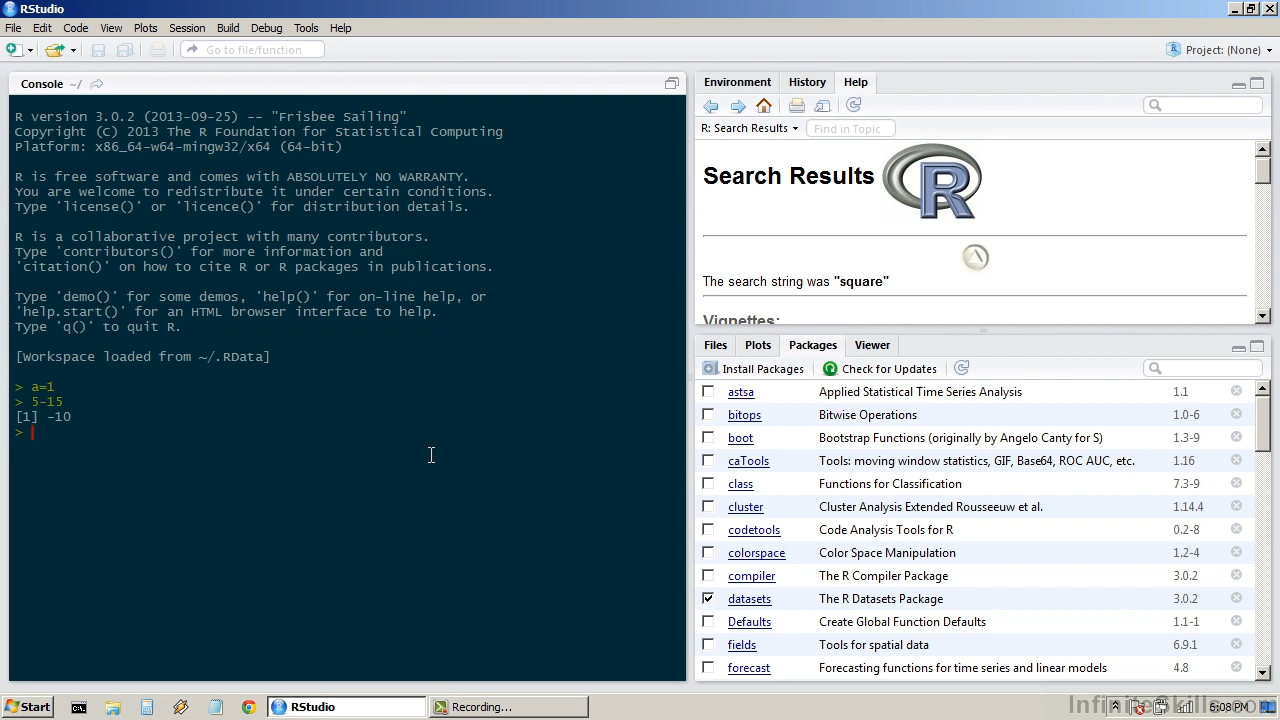 RStudio
File Edit Code View Plots Session Build Debug Tools Help
Go to file/function
Project: (None)
Console ~/
R version 3.0.2 (2013-09-25) -- "Frisbee Sailing"
Copyright (C) 2013 The R Foundation for Statistical Computing
Platform: x86_64-w64-mingw32/x64 (64-bit)
R is free software and comes with ABSOLUTELY NO WARRANTY.
You are welcome to redistribute it under certain conditions.
Type 'license()' or 'licence()' for distribution details.
R is a collaborative project with many contributors.
Type 'contributors()' for more information and
'citation()' on how to cite R or R packages in publications.
Type 'demo()' for some demos, 'help()' for on-line help, or
'help.start()' for an HTML browser interface to help.
Type 'q()' to quit R.
[Workspace loaded from ~/.RData]
> a=1
> 5-15
[1] -10
>
Environment History Help
R: Search Results Find in Topic
Search Results R
The search string was "square"
Vignettes:
Files Plots Packages Viewer
Install Packages Check for Updates
astsa Applied Statistical Time Series Analysis 1.1
bitops Bitwise Operations 1.0-6
boot Bootstrap Functions (originally by Angelo Canty for S) 1.3-9
caTools Tools: moving window statistics, GIF, Base64, ROC AUC, etc. 1.16
class Functions for Classification 7.3-9
cluster Cluster Analysis Extended Rousseeuw et al. 1.14.4
codetools Code Analysis Tools for R 0.2-8
colorspace Color Space Manipulation 1.2-4
compiler The R Compiler Package 3.0.2
datasets The R Datasets Package 3.0.2
Defaults Create Global Function Defaults 1.1-1
fields Tools for spatial data 6.9.1
forecast Forecasting functions for time series and linear models 4.8
Start RStudio Recording... 6:08 PM